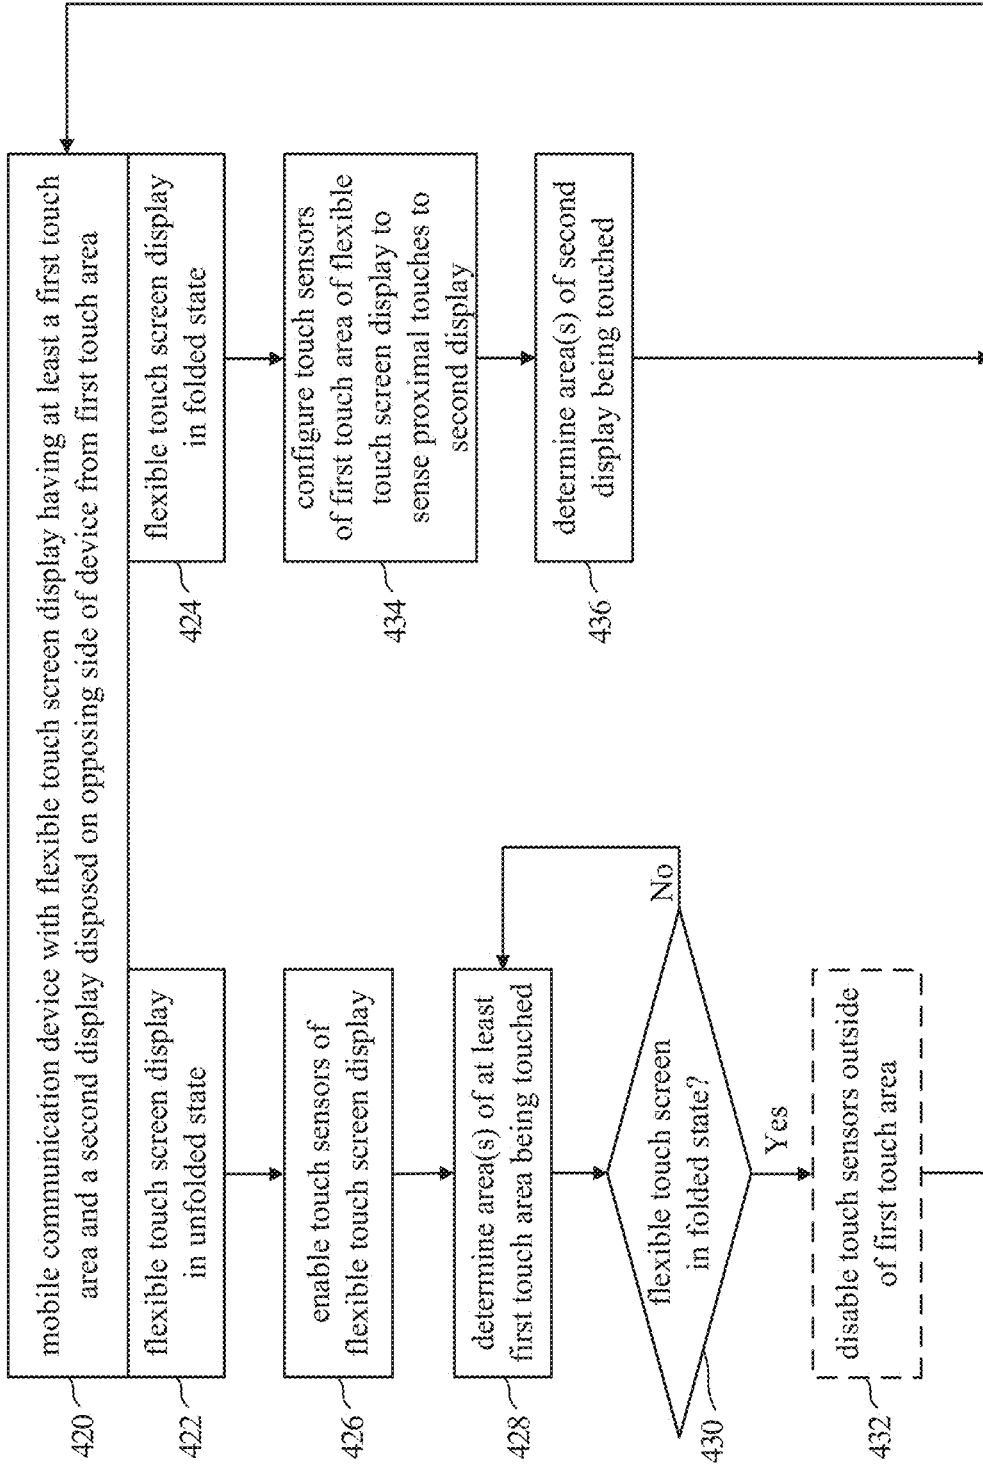 mobile communication device with flexible touch screen display having at least a first touch
area and a second display disposed on opposing side of device from first touch area
420
flexible touch screen display
in unfolded state
422
enable touch sensors of
flexible touch screen display
426
determine area(s) of at least
first touch area being touched
428
flexible touch screen
in folded state?
430
No
Yes
disable touch sensors outside
of first touch area
432
flexible touch screen display
in folded state
424
configure touch sensors
of first touch area of flexible
touch screen display to
sense proximal touches to
second display
434
determine area(s) of second
display being touched
436